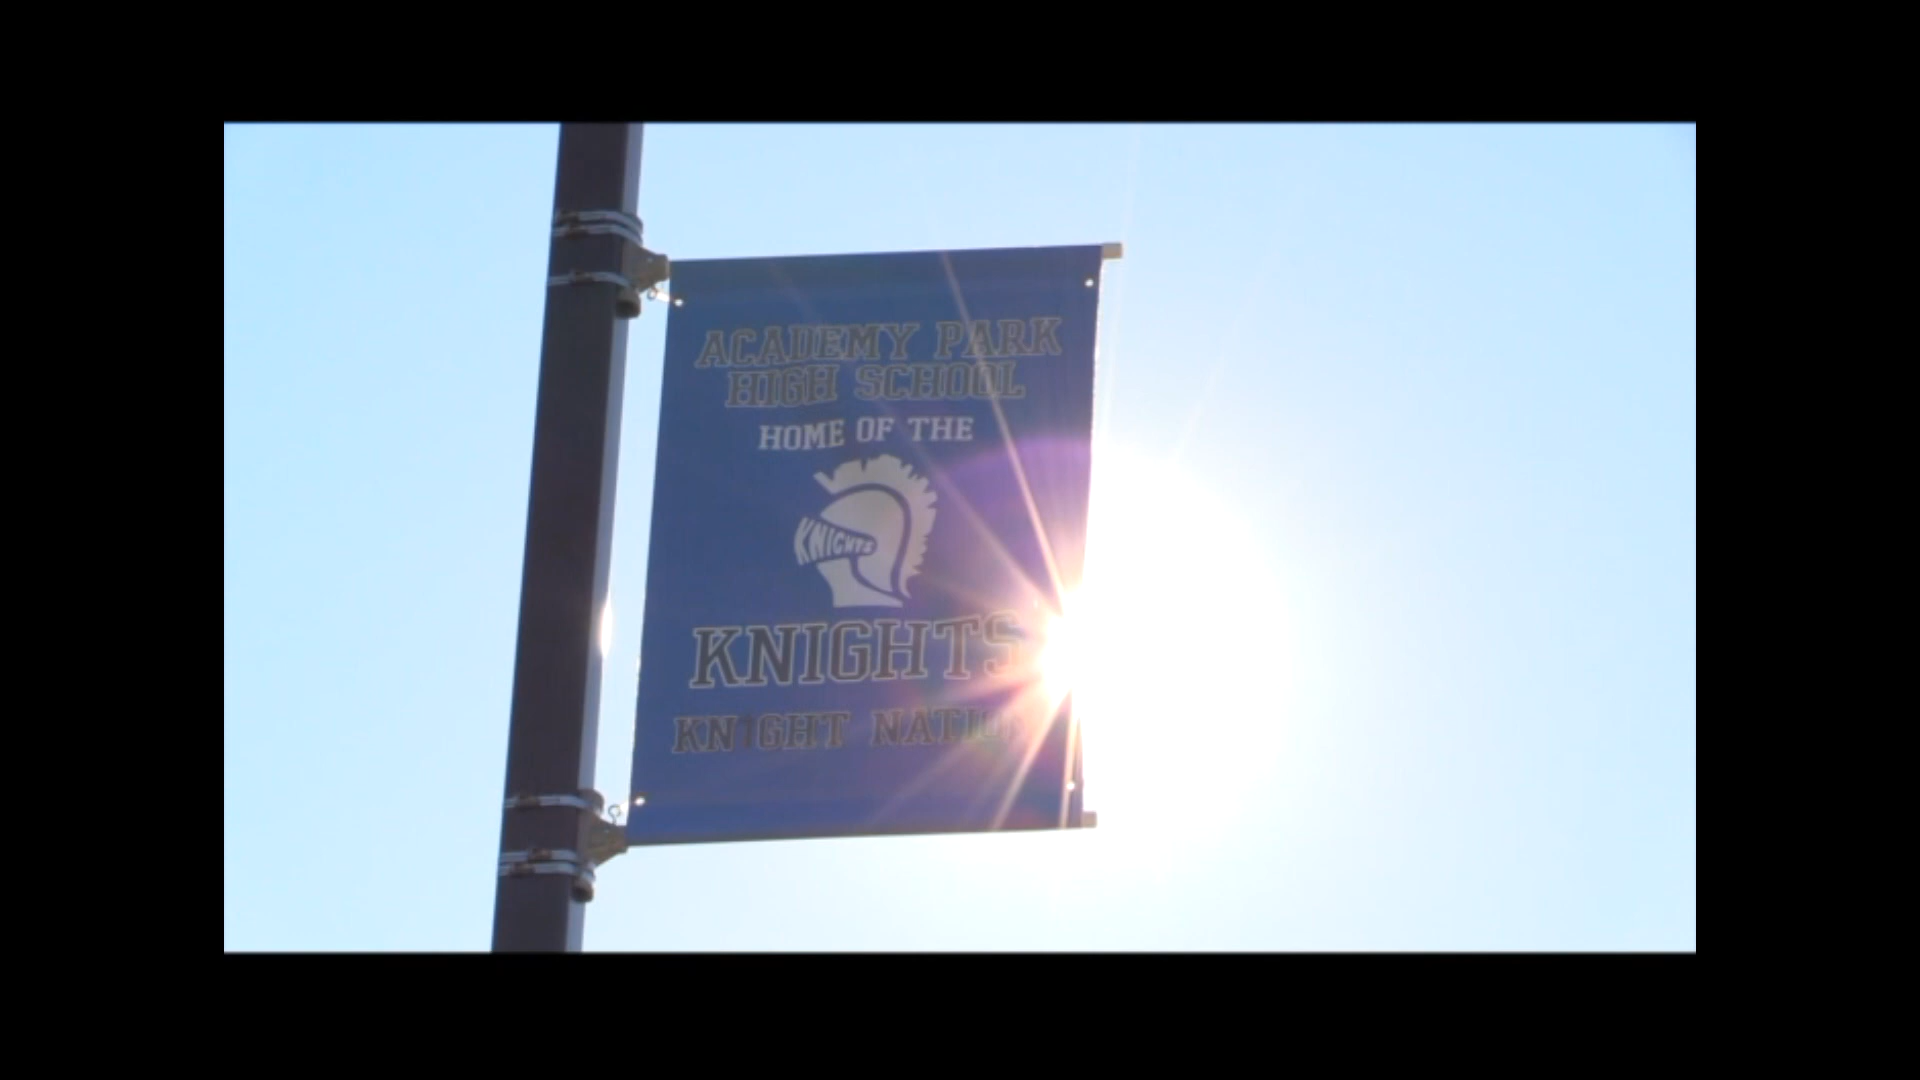 ACADEMY PARK
HIGH SCHOOL
HOME OF THE
KNIGHTS
KNIGHTS
KNIGHT NATION